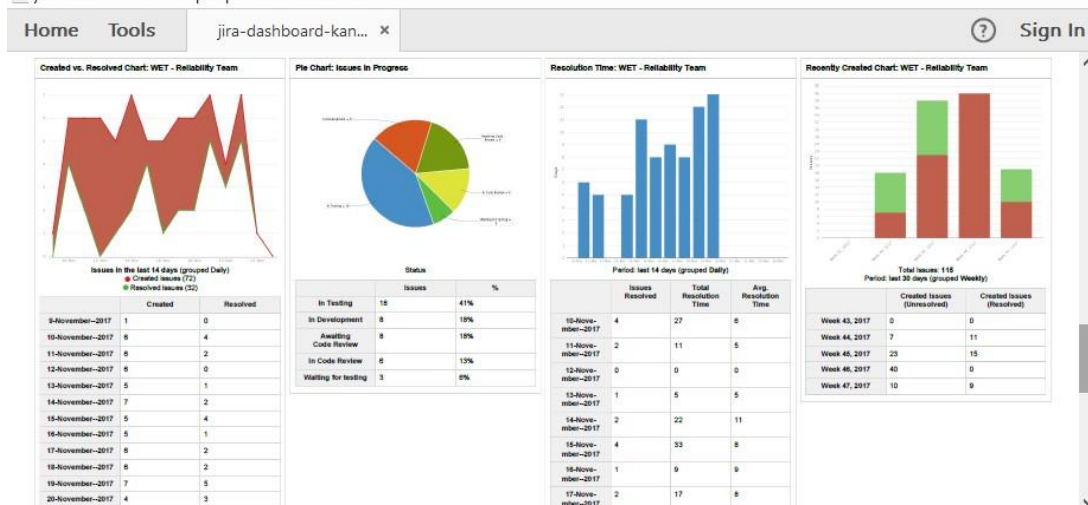 Home Tools jira-dashboard-kan... × ? Sign In
Created vs. Resolved Chart: WET - Reliability Team
Issues in the last 14 days (grouped Daily)
Created Issues (72)
Resolved Issues (32)
Created Resolved
9-November--2017 1 0
10-November--2017 6 4
11-November--2017 6 2
12-November--2017 6 0
13-November--2017 5 1
14-November--2017 7 2
15-November--2017 5 4
16-November--2017 5 1
17-November--2017 6 2
18-November--2017 6 2
19-November--2017 7 5
20-November--2017 4 3
Pie Chart: Issues in Progress
Status
Issues %
In Testing 18 41%
In Development 8 18%
Awaiting
Code Review 8 18%
In Code Review 6 13%
Waiting for testing 3 6%
Resolution Time: WET - Reliability Team
Days
Period: last 14 days (grouped Daily)
Issues Resolved Total Resolution Time Avg. Resolution Time
10-Nove-
mber--2017 4 27 6
11-Nove-
mber--2017 2 11 5
12-Nove-
mber--2017 0 0 0
13-Nove-
mber--2017 1 5 5
14-Nove-
mber--2017 2 22 11
15-Nove-
mber--2017 4 33 8
16-Nove-
mber--2017 1 9 9
17-Nove-
mber--2017 2 17 8
Recently Created Chart: WET - Reliability Team
Issues
Total Issues: 115
Period: last 30 days (grouped Weekly)
Created Issues (Unresolved) Created Issues (Resolved)
Week 43, 2017 0 0
Week 44, 2017 7 11
Week 45, 2017 23 15
Week 46, 2017 40 0
Week 47, 2017 10 9